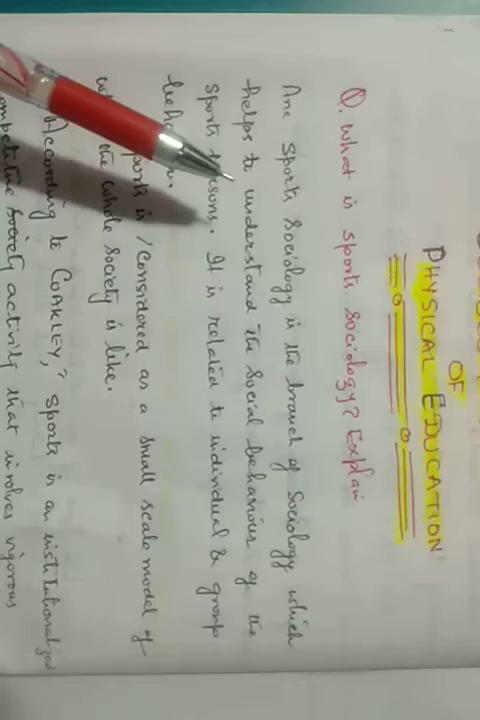 OF
PHYSICAL EDUCATION
Q. What is sports sociology? Explain
Ans Sports Sociology is the branch of Sociology which
helps to understand the social behaviour of the
sports persons. It is related to individual & group
is / considered as a small scale model of
the whole society is like.
According to COAKLEY, "Sports is an institutionalized
competitive activity that involves vigorous